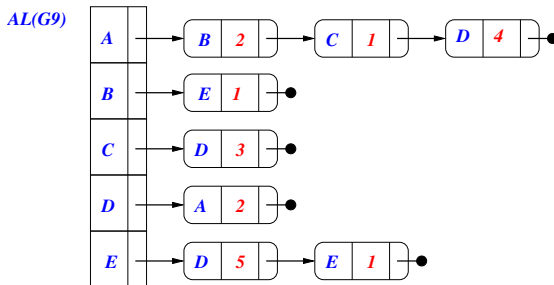 AL(G9)
A B 2 C 1 D 4
B E 1
C D 3
D A 2
E D 5 E 1